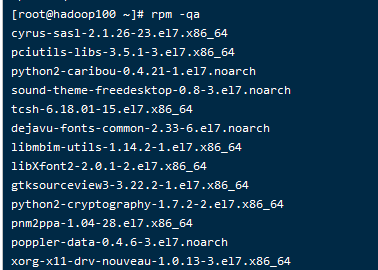 [root@hadoop100 ~]# rpm -qa
cyrus-sasl-2.1.26-23.el7.x86_64
pciutils-libs-3.5.1-3.el7.x86_64
python2-caribou-0.4.21-1.el7.noarch
sound-theme-freedesktop-0.8-3.el7.noarch
tcsh-6.18.01-15.el7.x86_64
dejavu-fonts-common-2.33-6.el7.noarch
libmbim-utils-1.14.2-1.el7.x86_64
libXfont2-2.0.1-2.el7.x86_64
gtksourceview3-3.22.2-1.el7.x86_64
python2-cryptography-1.7.2-2.el7.x86_64
pnm2ppa-1.04-28.el7.x86_64
poppler-data-0.4.6-3.el7.noarch
xorg-x11-drv-nouveau-1.0.13-3.el7.x86_64